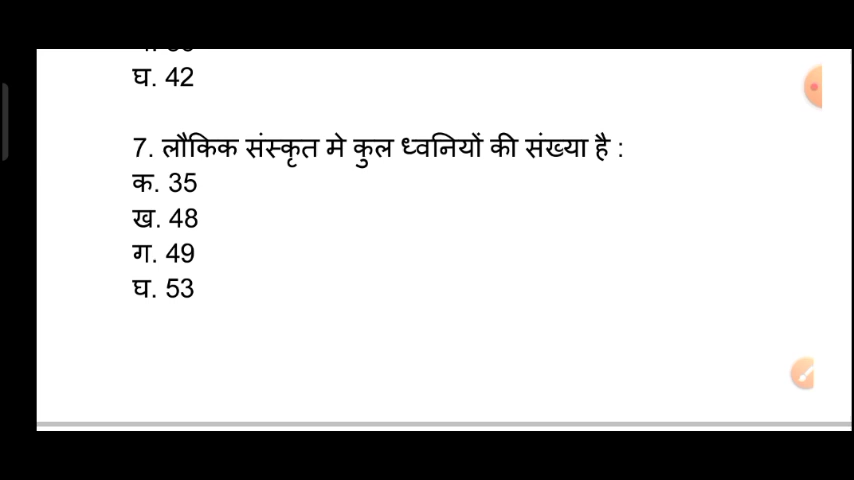 घ. 42
7. लौकिक संस्कृत मे कुल ध्वनियों की संख्या है :
क. 35
ख. 48
ग. 49
घ. 53